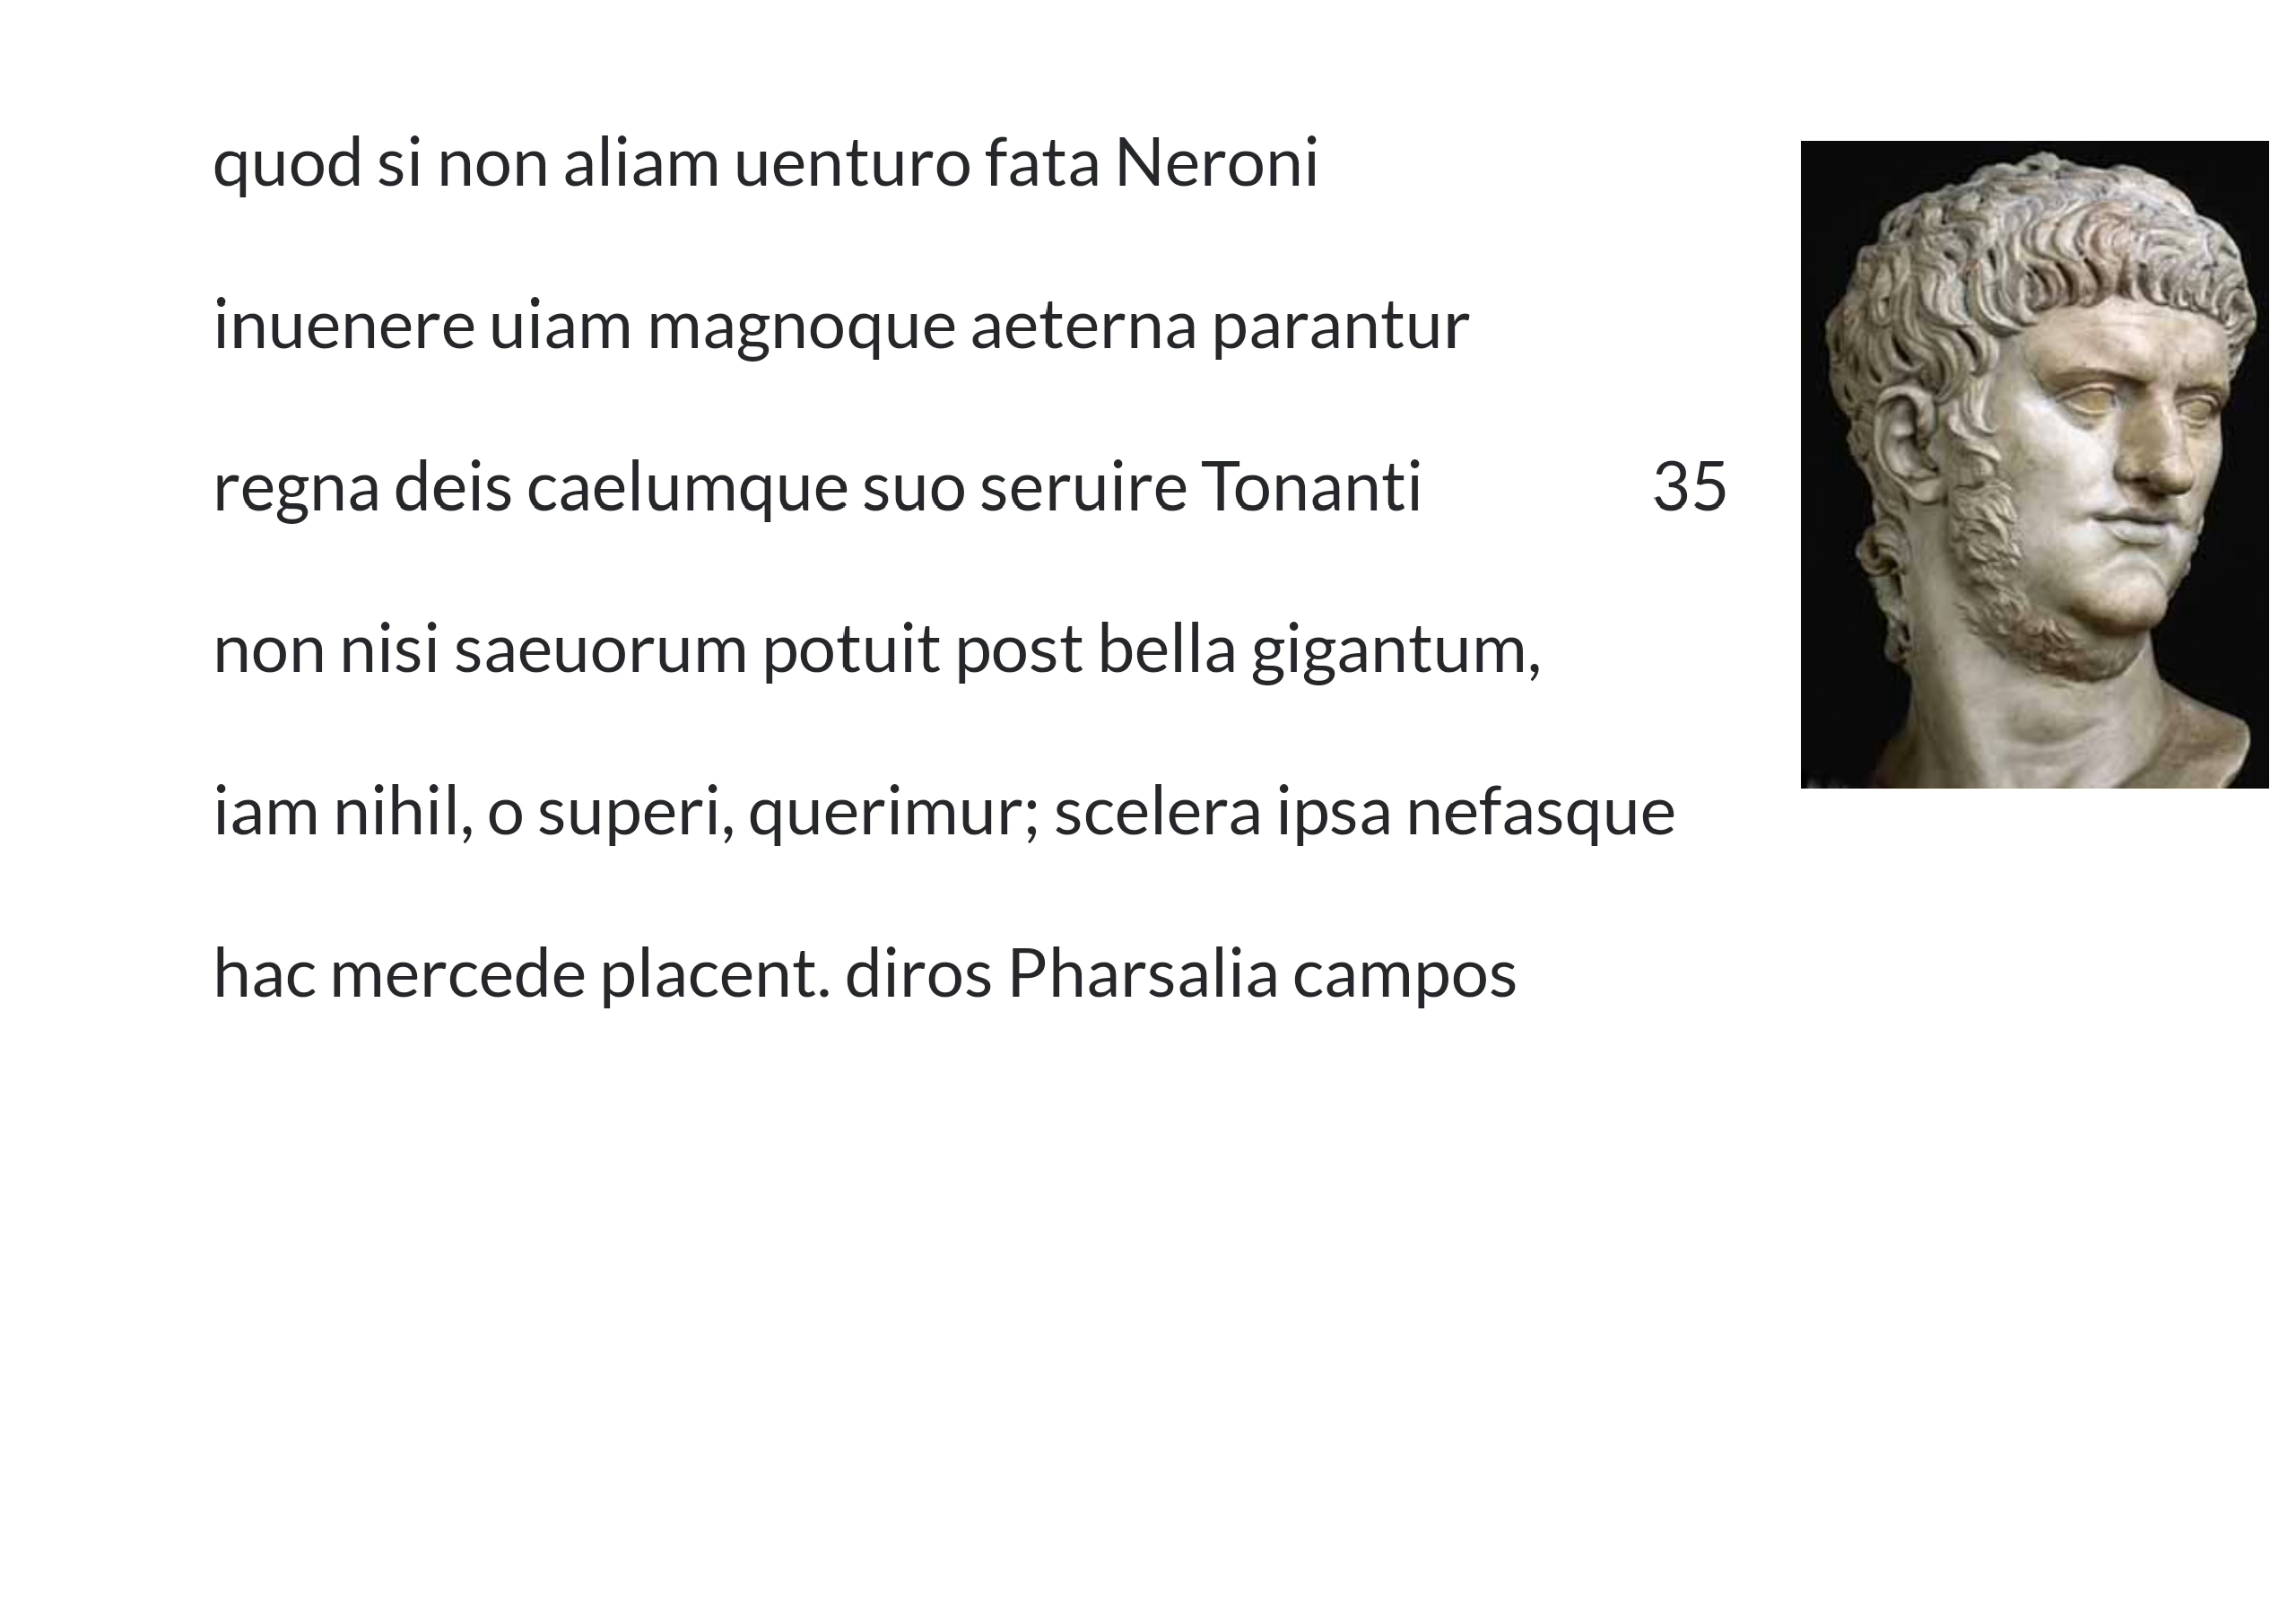 quod si non aliam uenturo fata Neroni
inuenere uiam magnoque aeterna parantur
regna deis caelumque suo seruire Tonanti 35
non nisi saeuorum potuit post bella gigantum,
iam nihil, o superi, querimur; scelera ipsa nefasque
hac mercede placent. diros Pharsalia campos